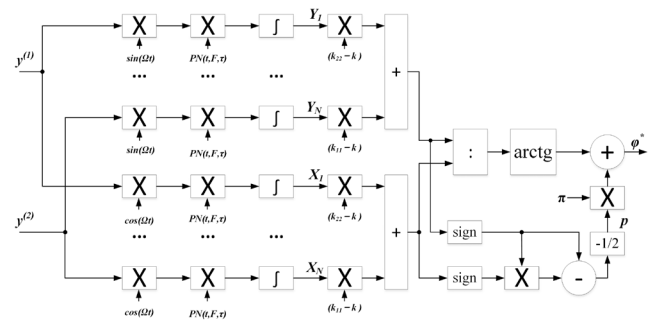 y(1) X X ∫ Y₁ X
sin(Ωt) PN(t,F,τ) (k₂₂ – k)
... ... ... +
X X ∫ Y_N X
sin(Ωt) PN(t,F,τ) (k₁₁ – k)
: arctg + φ*
X X ∫ X₁ X
π X
cos(Ωt) PN(t,F,τ) (k₂₂ – k)
y(2) p
... ... ... + sign -1/2
X X ∫ X_N X sign X -
cos(Ωt) PN(t,F,τ) (k₁₁ – k)